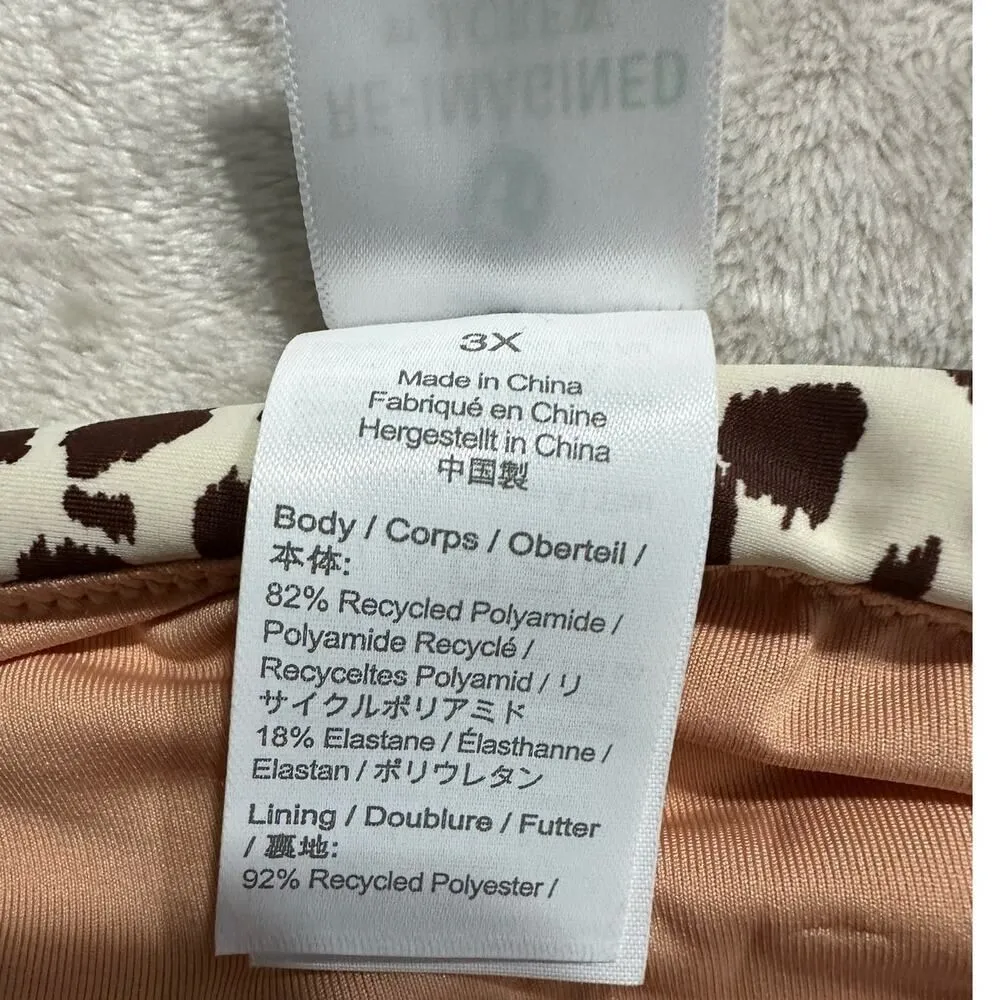 RE-IMAGINED
3X
Made in China
Fabriqué en Chine
Hergestellt in China
中国製
Body / Corps / Oberteil /
本体:
82% Recycled Polyamide /
Polyamide Recyclé /
Recyceltes Polyamid / リ
サイクルポリアミド
18% Elastane / Élasthanne /
Elastan / ポリウレタン
Lining / Doublure / Futter
/ 裏地:
92% Recycled Polyester /